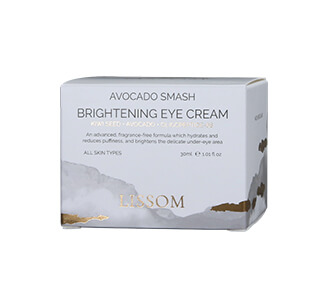 AVOCADO SMASH
BRIGHTENING EYE CREAM
An advanced, fragrance-free formula which hydrates and
reduces puffiness, and brightens the delicate under-eye area
ALL SKIN TYPES 30ml ℮ 1.01 fl oz
LISSOM